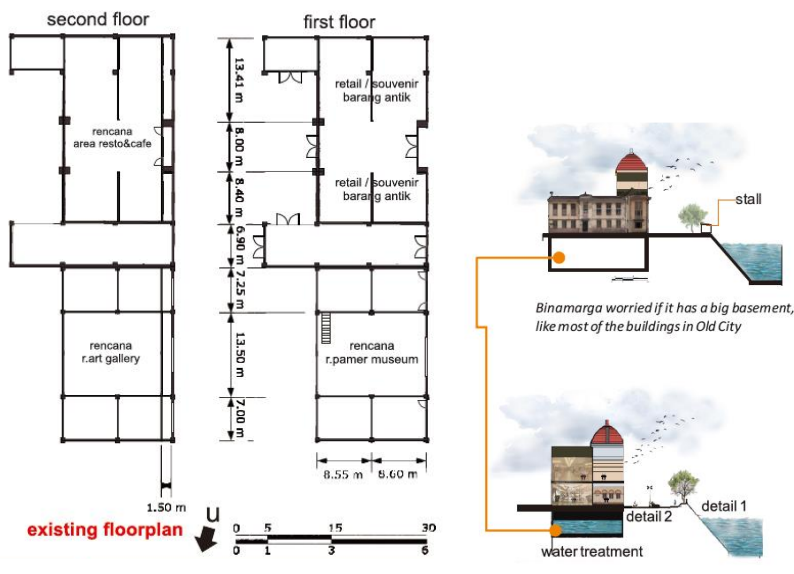 second floor
first floor
rencana
area resto&cafe
rencana
r.art gallery
1.50 m
existing floorplan
u
13.41 m
8.00 m
8.40 m
6.90 m
7.25 m
13.50 m
7.00 m
retail / souvenir
barang antik
retail / souvenir
barang antik
rencana
r.pamer museum
8.55 m
8.60 m
0 5 15 30
0 1 3 6
stall
Binamarga worried if it has a big basement,
like most of the buildings in Old City
detail 2
detail 1
water treatment